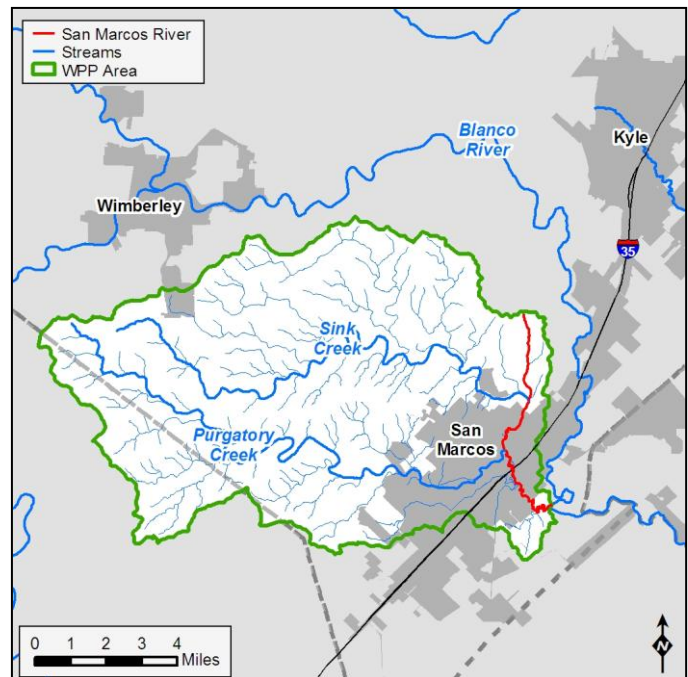 San Marcos River
Streams
WPP Area
Blanco
River
Kyle
Wimberley
35
Sink
Creek
San
Marcos
Purgatory
Creek
0 1 2 3 4
Miles
N